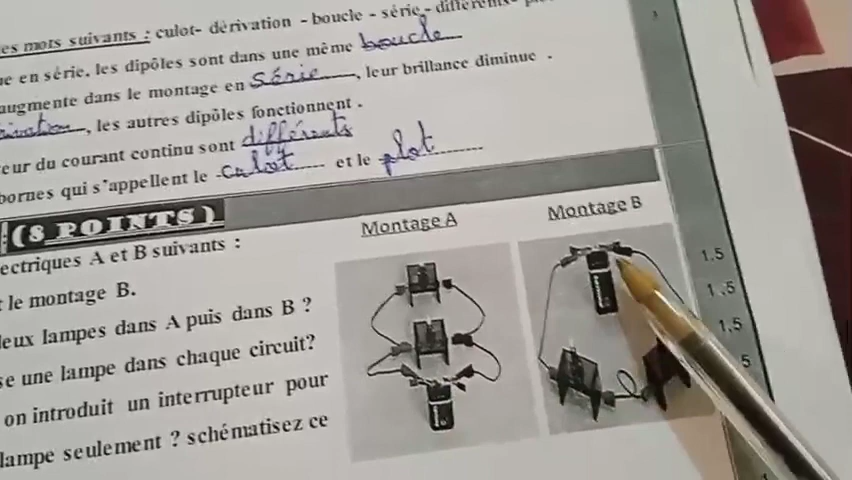 es mots suivants : culot- dérivation - boucle - série - différents-
ue en série, les dipôles sont dans une même boucle
augmente dans le montage en série, leur brillance diminue .
, les autres dipôles fonctionnent .
eur du courant continu sont différents
bornes qui s'appellent le culot et le plot
(8 POINTS)
Montage A Montage B
ectriques A et B suivants :
t le montage B.
leux lampes dans A puis dans B ?
se une lampe dans chaque circuit?
on introduit un interrupteur pour
lampe seulement ? schématisez ce
1,5
1,5
1,5
5